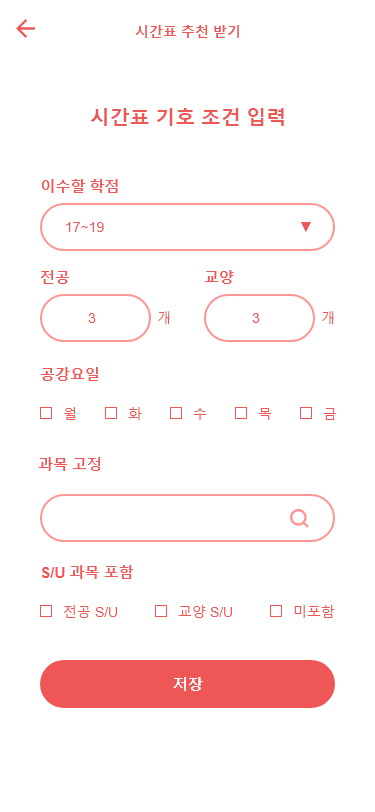 시간표 추천 받기
시간표 기호 조건 입력
이수할 학점
17~19
전공 교양
3 개 3 개
공강요일
월 화 수 목 금
과목 고정
S/U 과목 포함
전공 S/U 교양 S/U 미포함
저장